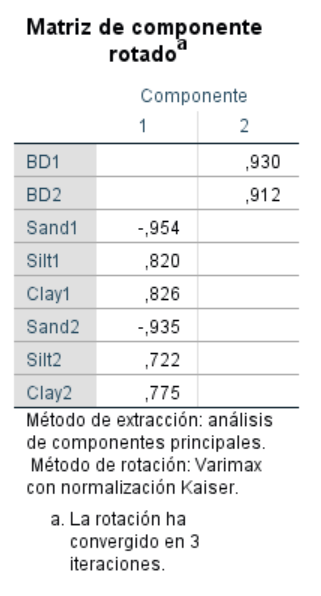 Matriz de componente
rotadoᵃ
Componente
1 2
BD1 ,930
BD2 ,912
Sand1 -,954
Silt1 ,820
Clay1 ,826
Sand2 -,935
Silt2 ,722
Clay2 ,775
Método de extracción: análisis
de componentes principales.
Método de rotación: Varimax
con normalización Kaiser.
a. La rotación ha
convergido en 3
iteraciones.